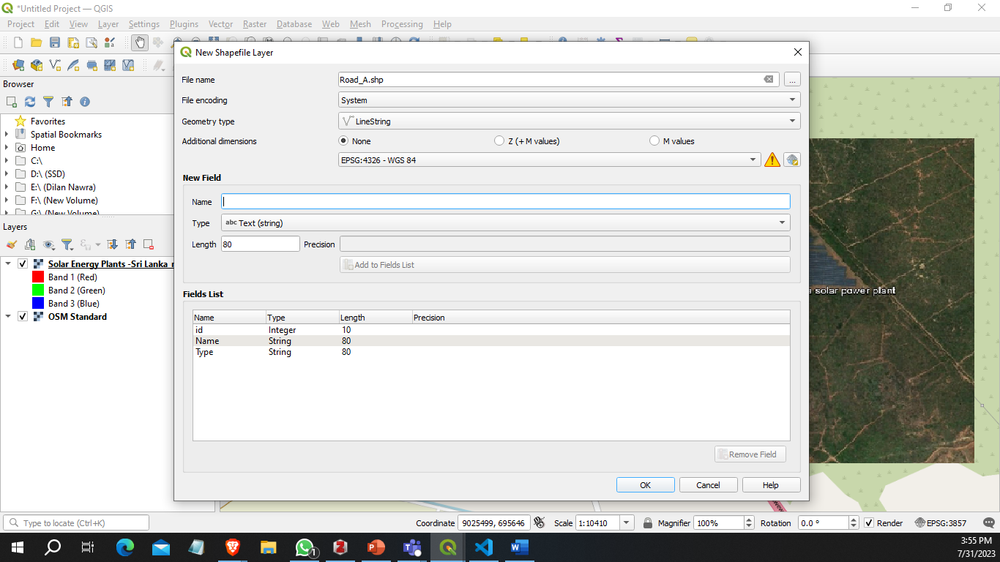 *Untitled Project — QGIS
Project Edit View Layer Settings Plugins Vector Raster Database Web Mesh Processing Help
New Shapefile Layer
File name Road_A.shp ...
File encoding System
Geometry type LineString
Additional dimensions None Z (+ M values) M values
EPSG:4326 - WGS 84
New Field
Name
Type abc Text (string)
Length 80 Precision
Add to Fields List
Fields List
Name Type Length Precision
id Integer 10
Name String 80
Type String 80
Remove Field
OK Cancel Help
Browser
Favorites
Spatial Bookmarks
Home
C:\
D:\ (SSD)
E:\ (Dilan Nawra)
F:\ (New Volume)
G:\ (New Volume)
Layers
Solar Energy Plants -Sri Lanka
Band 1 (Red)
Band 2 (Green)
Band 3 (Blue)
OSM Standard
solar power plant
Type to locate (Ctrl+K) Coordinate 9025499, 695646 Scale 1:10410 Magnifier 100% Rotation 0.0 ° Render EPSG:3857
1
3:55 PM
7/31/2023